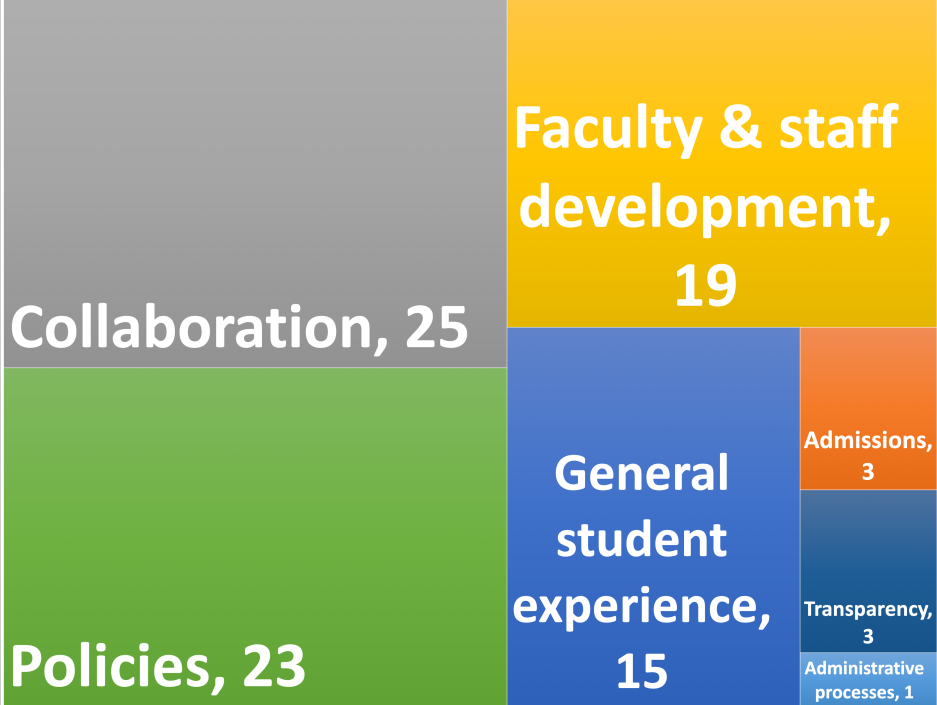 Collaboration, 25
Policies, 23
Faculty & staff
development,
19
General
student
experience,
15
Admissions,
3
Transparency,
3
Administrative
processes, 1